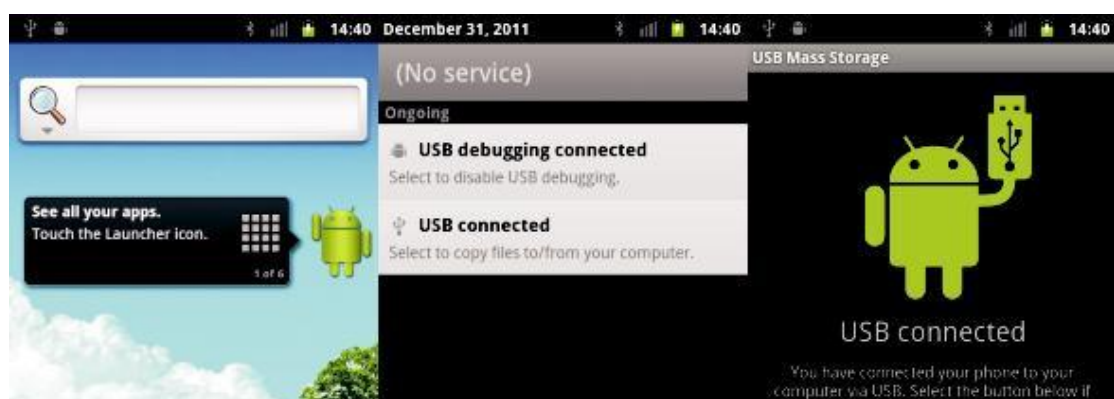 14:40
See all your apps.
Touch the Launcher icon.
1 of 6
December 31, 2011 14:40
(No service)
Ongoing
USB debugging connected
Select to disable USB debugging.
USB connected
Select to copy files to/from your computer.
14:40
USB Mass Storage
USB connected
You have connected your phone to your
computer via USB. Select the button below if